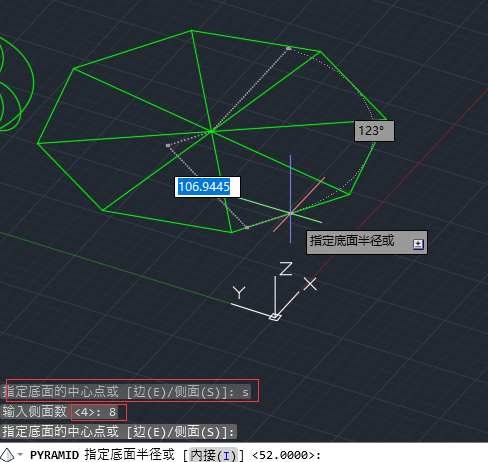 123°
106.9445
指定底面半径或
Z
Y
X
指定底面的中心点或 [边(E)/侧面(S)]: s
输入侧面数 <4>: 8
指定底面的中心点或 [边(E)/侧面(S)]:
PYRAMID 指定底面半径或 [内接(I)] <52.0000>: